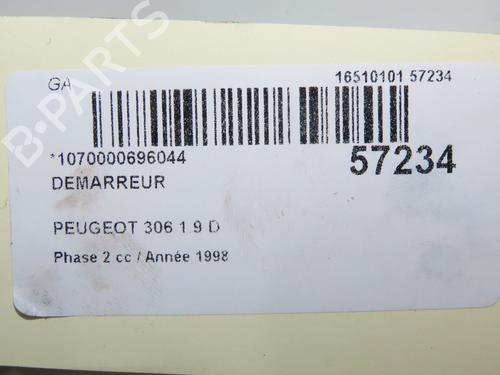 B-PARTS
GA
16510101 57234
*1070000696044
57234
DEMARREUR
PEUGEOT 306 1.9 D
Phase 2 cc / Année 1998